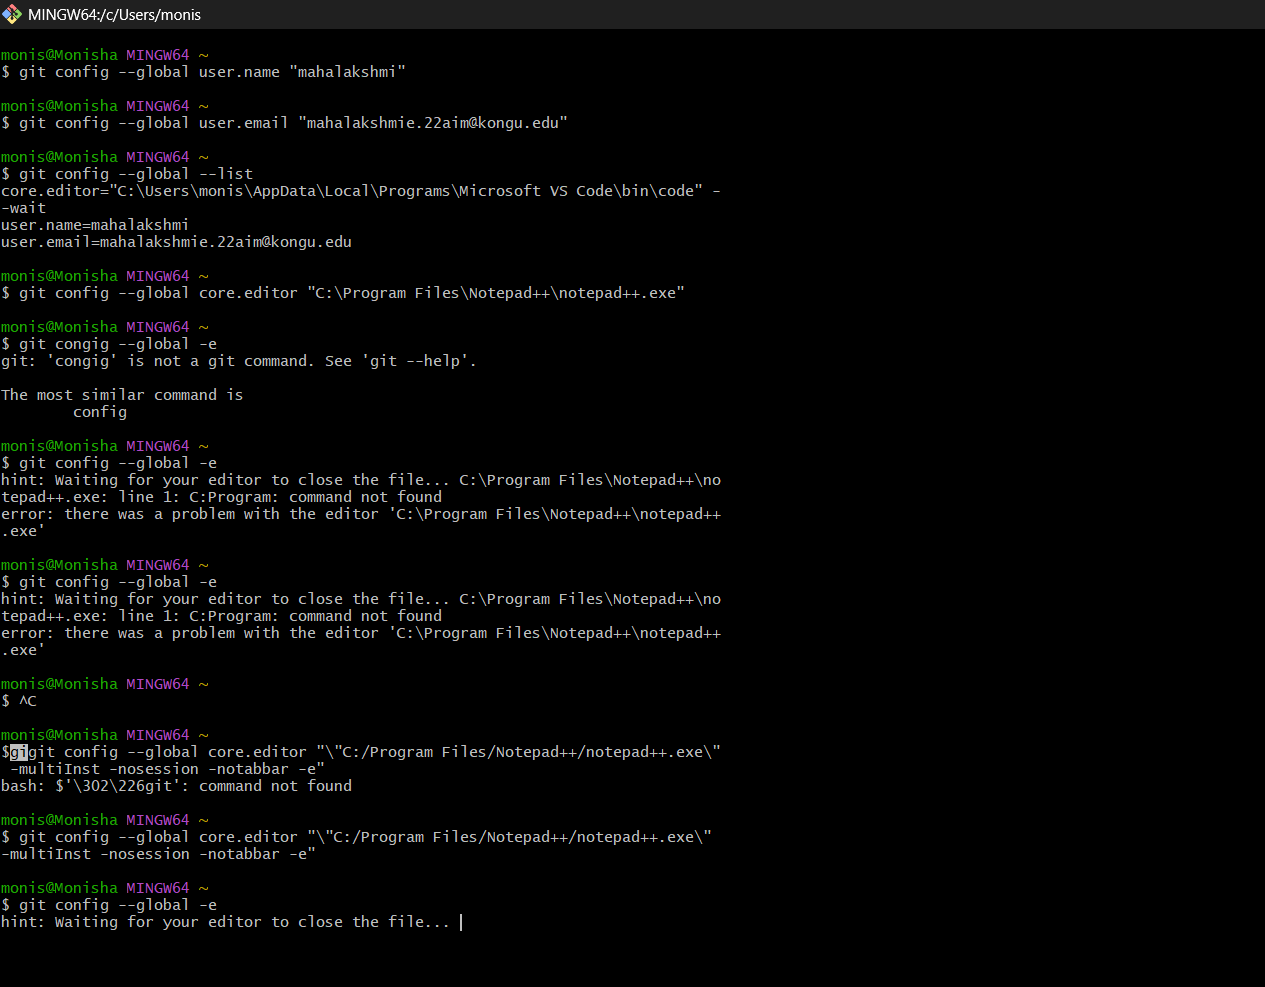 MINGW64:/c/Users/monis
monis@Monisha MINGW64 ~
$ git config --global user.name "mahalakshmi"
monis@Monisha MINGW64 ~
$ git config --global user.email "mahalakshmie.22aim@kongu.edu"
monis@Monisha MINGW64 ~
$ git config --global --list
core.editor="C:\Users\monis\AppData\Local\Programs\Microsoft VS Code\bin\code" -
-wait
user.name=mahalakshmi
user.email=mahalakshmie.22aim@kongu.edu
monis@Monisha MINGW64 ~
$ git config --global core.editor "C:\Program Files\Notepad++\notepad++.exe"
monis@Monisha MINGW64 ~
$ git congig --global -e
git: 'congig' is not a git command. See 'git --help'.
The most similar command is
config
monis@Monisha MINGW64 ~
$ git config --global -e
hint: Waiting for your editor to close the file... C:\Program Files\Notepad++\no
tepad++.exe: line 1: C:Program: command not found
error: there was a problem with the editor 'C:\Program Files\Notepad++\notepad++
.exe'
monis@Monisha MINGW64 ~
$ git config --global -e
hint: Waiting for your editor to close the file... C:\Program Files\Notepad++\no
tepad++.exe: line 1: C:Program: command not found
error: there was a problem with the editor 'C:\Program Files\Notepad++\notepad++
.exe'
monis@Monisha MINGW64 ~
$ ^C
monis@Monisha MINGW64 ~
$gigit config --global core.editor "\"C:/Program Files/Notepad++/notepad++.exe\"
-multiInst -nosession -notabbar -e"
bash: $'\302\226git': command not found
monis@Monisha MINGW64 ~
$ git config --global core.editor "\"C:/Program Files/Notepad++/notepad++.exe\"
-multiInst -nosession -notabbar -e"
monis@Monisha MINGW64 ~
$ git config --global -e
hint: Waiting for your editor to close the file...